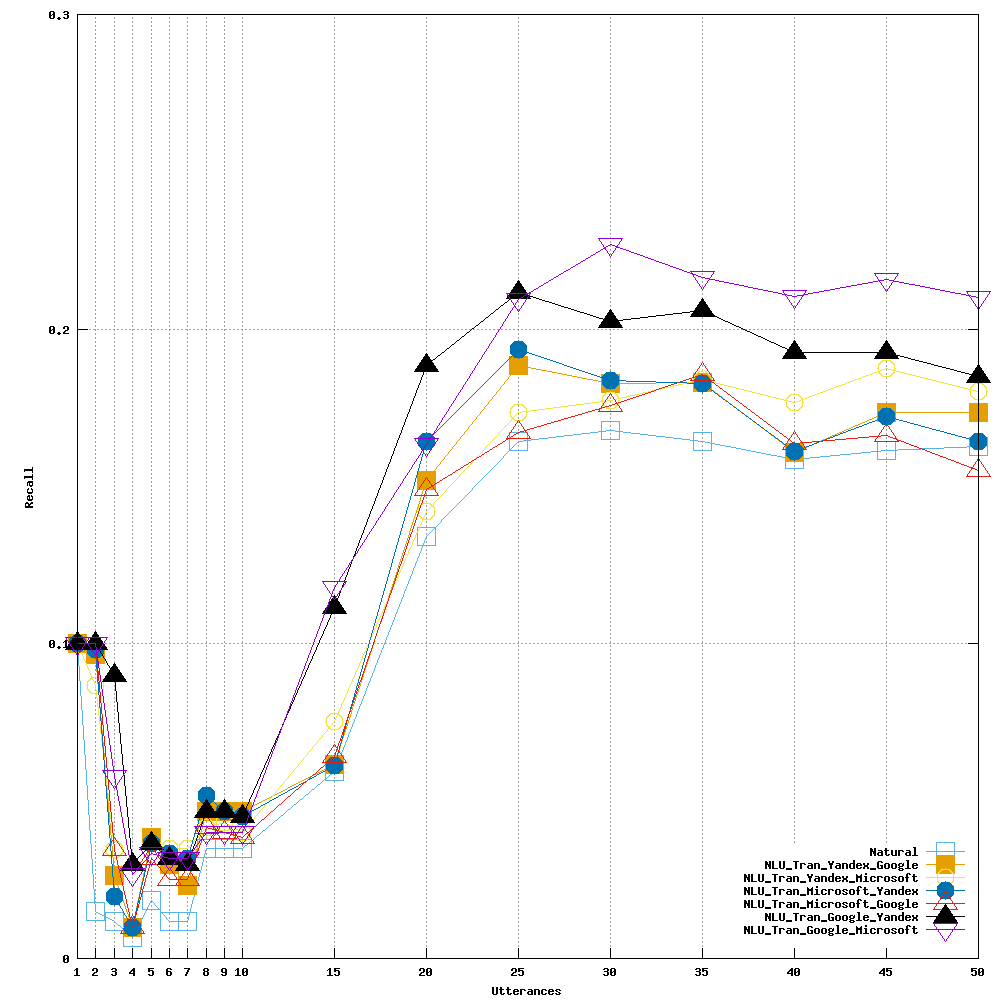 0.3
0.2
0.1
0
Recall
1 2 3 4 5 6 7 8 9 10 15 20 25 30 35 40 45 50
Utterances
Natural
NLU_Tran_Yandex_Google
NLU_Tran_Yandex_Microsoft
NLU_Tran_Microsoft_Yandex
NLU_Tran_Microsoft_Google
NLU_Tran_Google_Yandex
NLU_Tran_Google_Microsoft